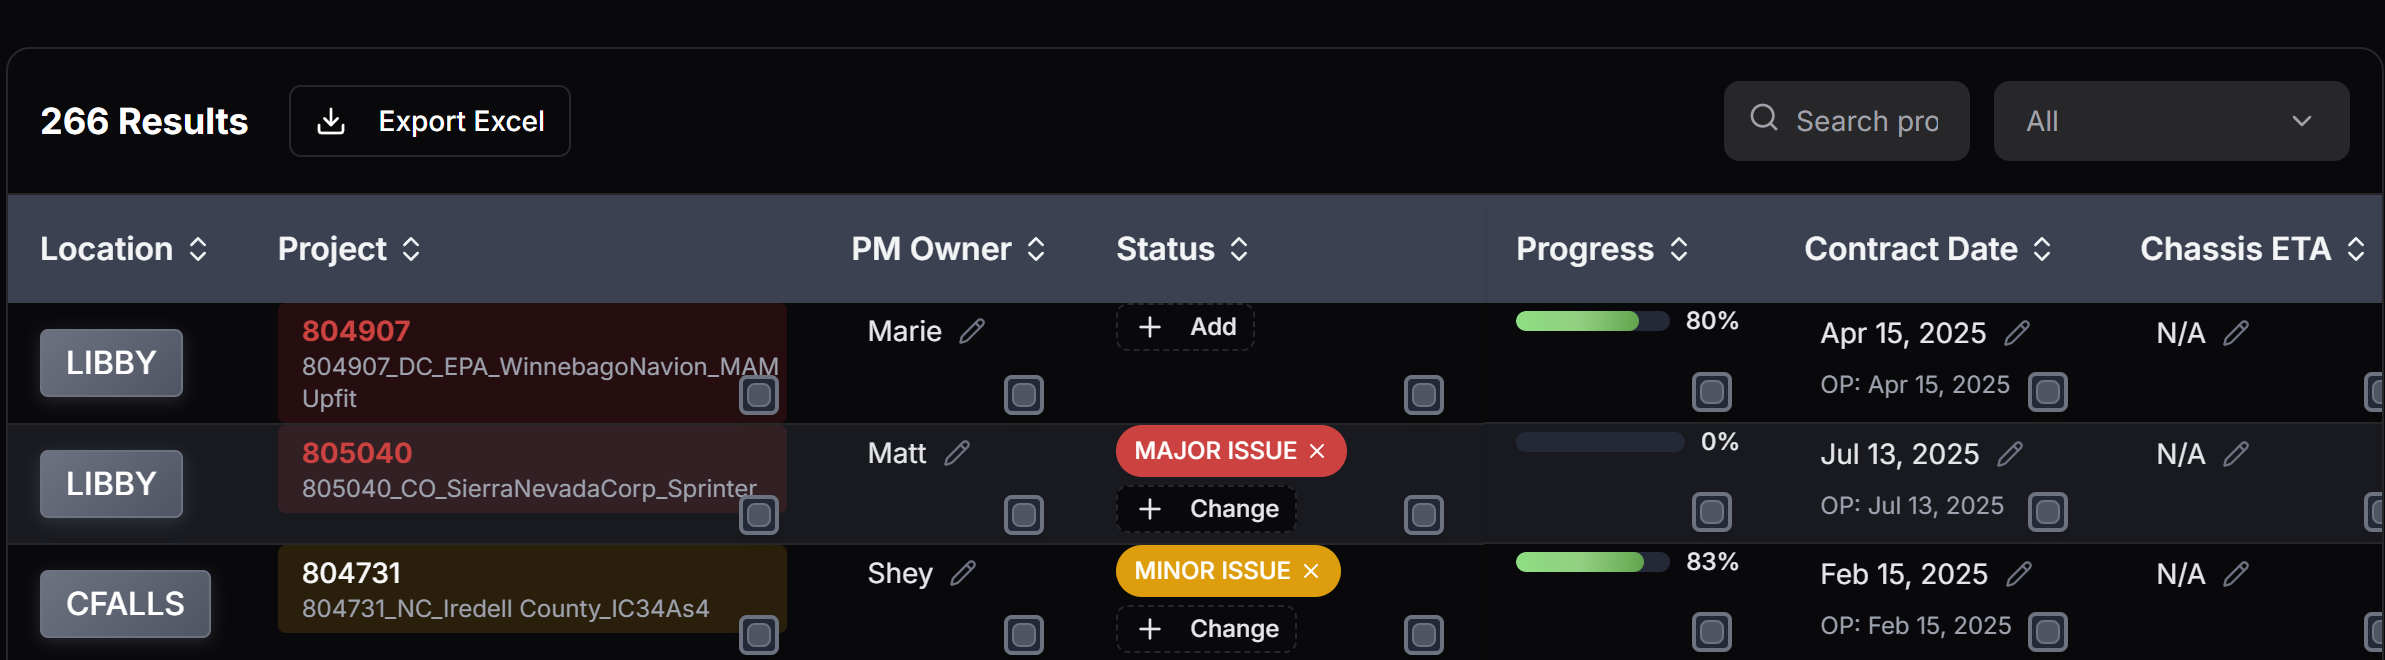 266 Results
Export Excel
Search pro
All
Location
Project
PM Owner
Status
Progress
Contract Date
Chassis ETA
LIBBY
804907
804907_DC_EPA_WinnebagoNavion_MAM
Upfit
Marie
Add
80%
Apr 15, 2025
OP: Apr 15, 2025
N/A
LIBBY
805040
805040_CO_SierraNevadaCorp_Sprinter
Matt
MAJOR ISSUE
Change
0%
Jul 13, 2025
OP: Jul 13, 2025
N/A
CFALLS
804731
804731_NC_Iredell County_IC34As4
Shey
MINOR ISSUE
Change
83%
Feb 15, 2025
OP: Feb 15, 2025
N/A